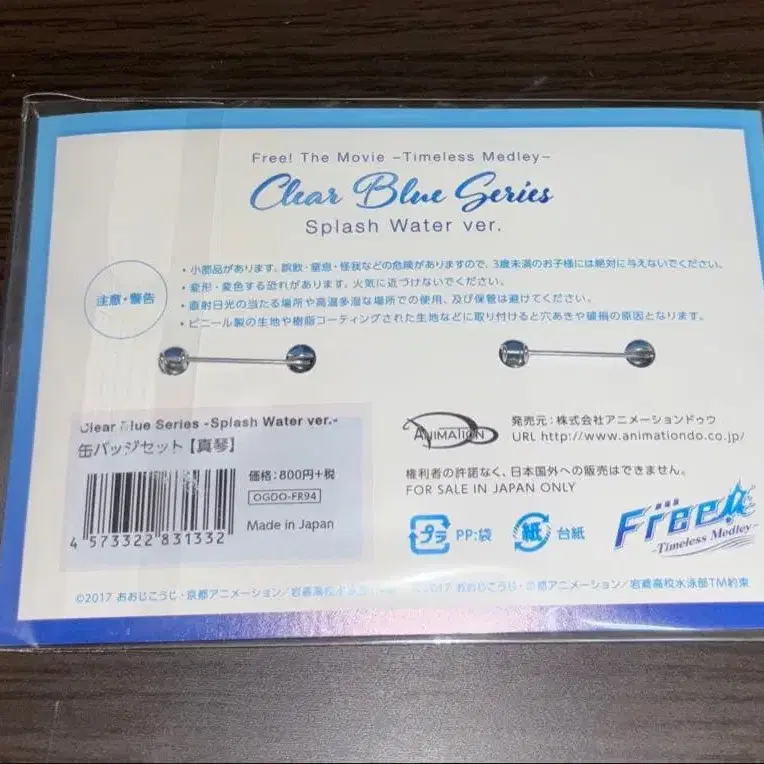 Free! The Movie -Timeless Medley-
Clear Blue Series
Splash Water ver.
注意・警告
・小部品があります。誤飲・窒息・怪我などの危険がありますので、3歳未満のお子様には絶対に与えないでください。
・変形・変色する恐れがあります。火気に近づけないでください。
・直射日光の当たる場所や高温多湿な場所での使用、及び保管は避けてください。
・ビニール製の生地や樹脂コーティングされた生地などに取り付けると穴あきや破損の原因となります。
Clear Blue Series -Splash Water ver.-
缶バッジセット【真琴】
価格:800円+税
OGDO-FR94
Made in Japan
4 573322 831332
ANIMATION
発売元:株式会社アニメーションドゥウ
URL http://www.animationdo.co.jp/
権利者の許諾なく、日本国外への販売はできません。
FOR SALE IN JAPAN ONLY
プラ PP:袋
紙 台紙
劇場版
Free!
-Timeless Medley-
©2017 おおじこうじ・京都アニメーション/岩鳶高校水泳部
©2017 おおじこうじ・京都アニメーション/岩鳶高校水泳部TM約束